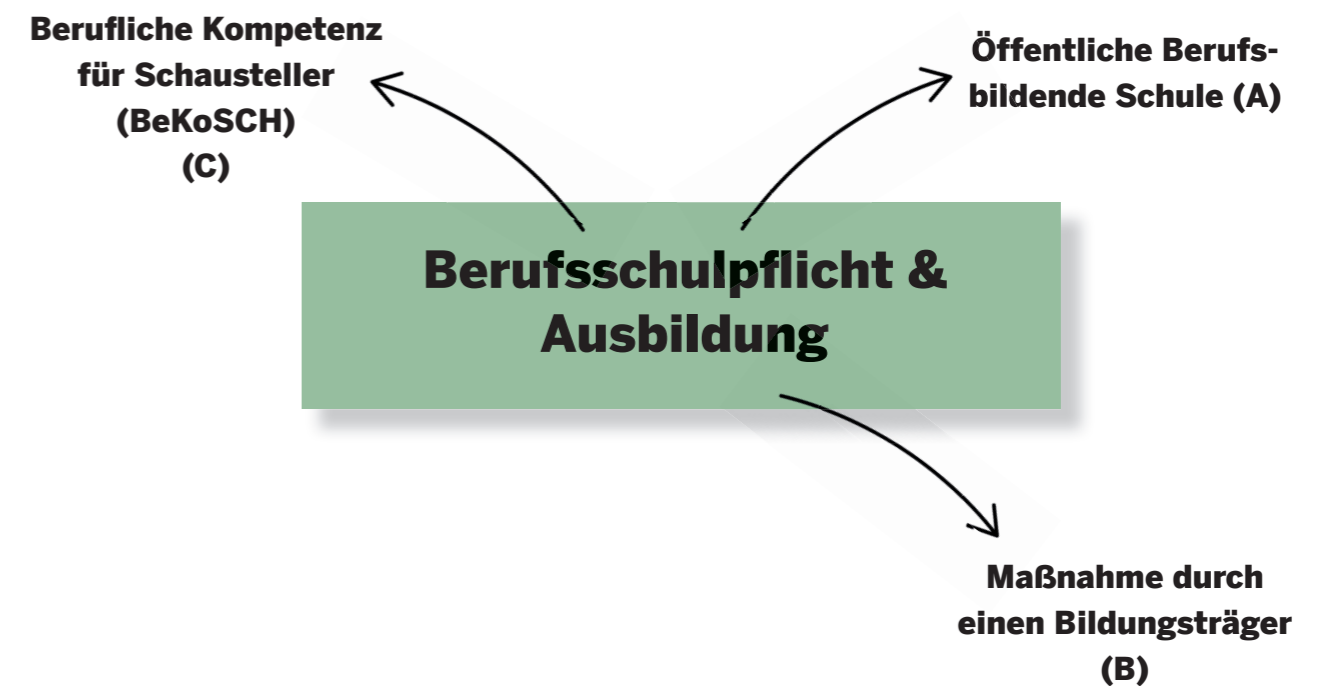 Berufliche Kompetenz
für Schausteller
(BeKoSCH)
(C)
Öffentliche Berufs-
bildende Schule (A)
Berufsschulpflicht &
Ausbildung
Maßnahme durch
einen Bildungsträger
(B)